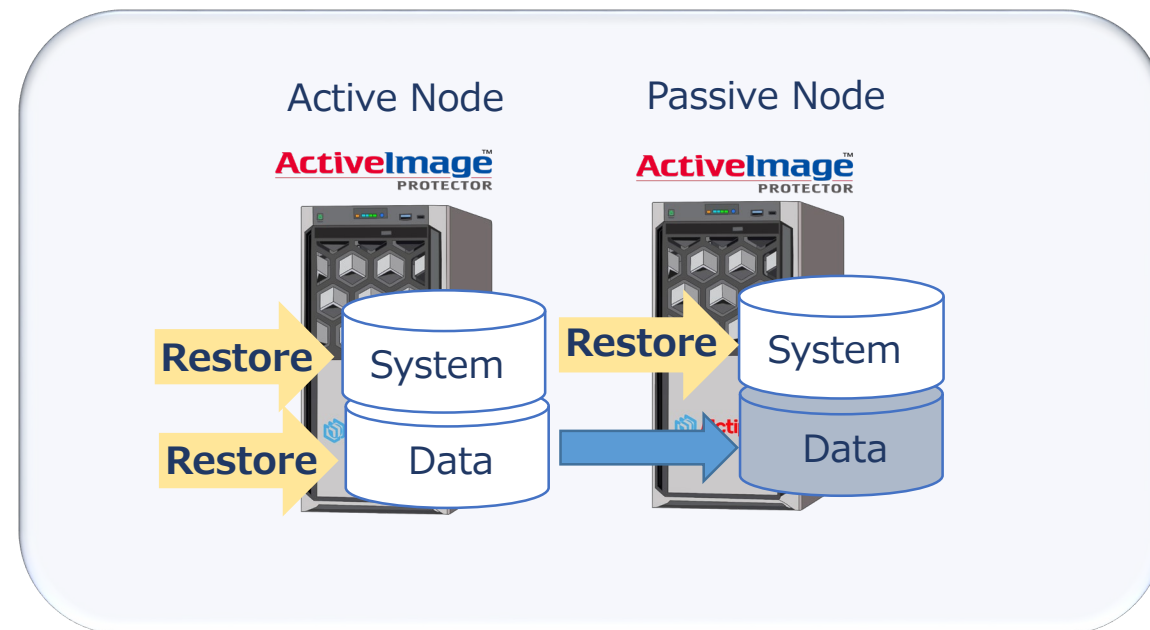 Active Node
Passive Node
ActiveImage™
PROTECTOR
ActiveImage™
PROTECTOR
Restore
System
Restore
System
Restore
Data
Data